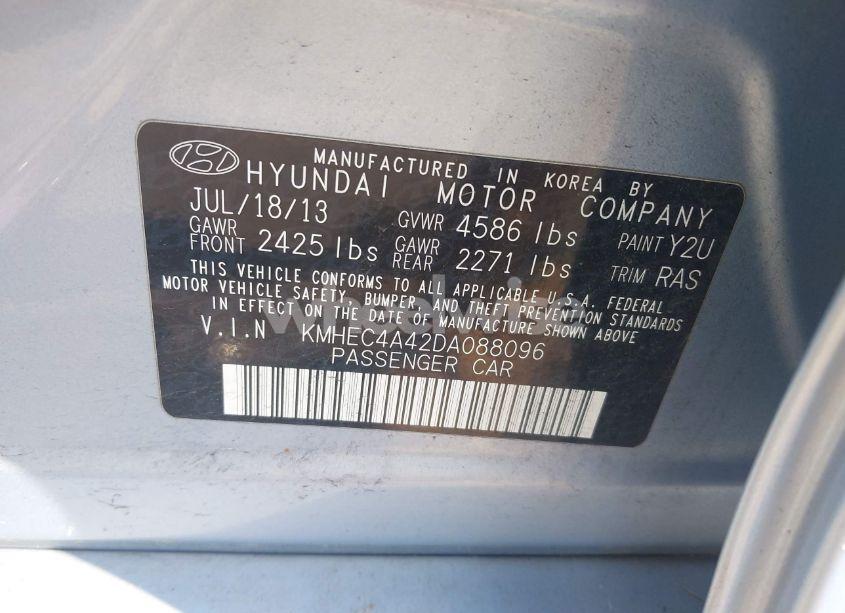 MANUFACTURED IN KOREA BY
HYUNDAI MOTOR COMPANY
JUL/18/13 GVWR 4586 lbs PAINT Y2U
GAWR FRONT 2425 lbs GAWR REAR 2271 lbs TRIM RAS
THIS VEHICLE CONFORMS TO ALL APPLICABLE U.S.A. FEDERAL
MOTOR VEHICLE SAFETY, BUMPER, AND THEFT PREVENTION STANDARDS
IN EFFECT ON THE DATE OF MANUFACTURE SHOWN ABOVE
V.I.N KMHEC4A42DA088096
PASSENGER CAR